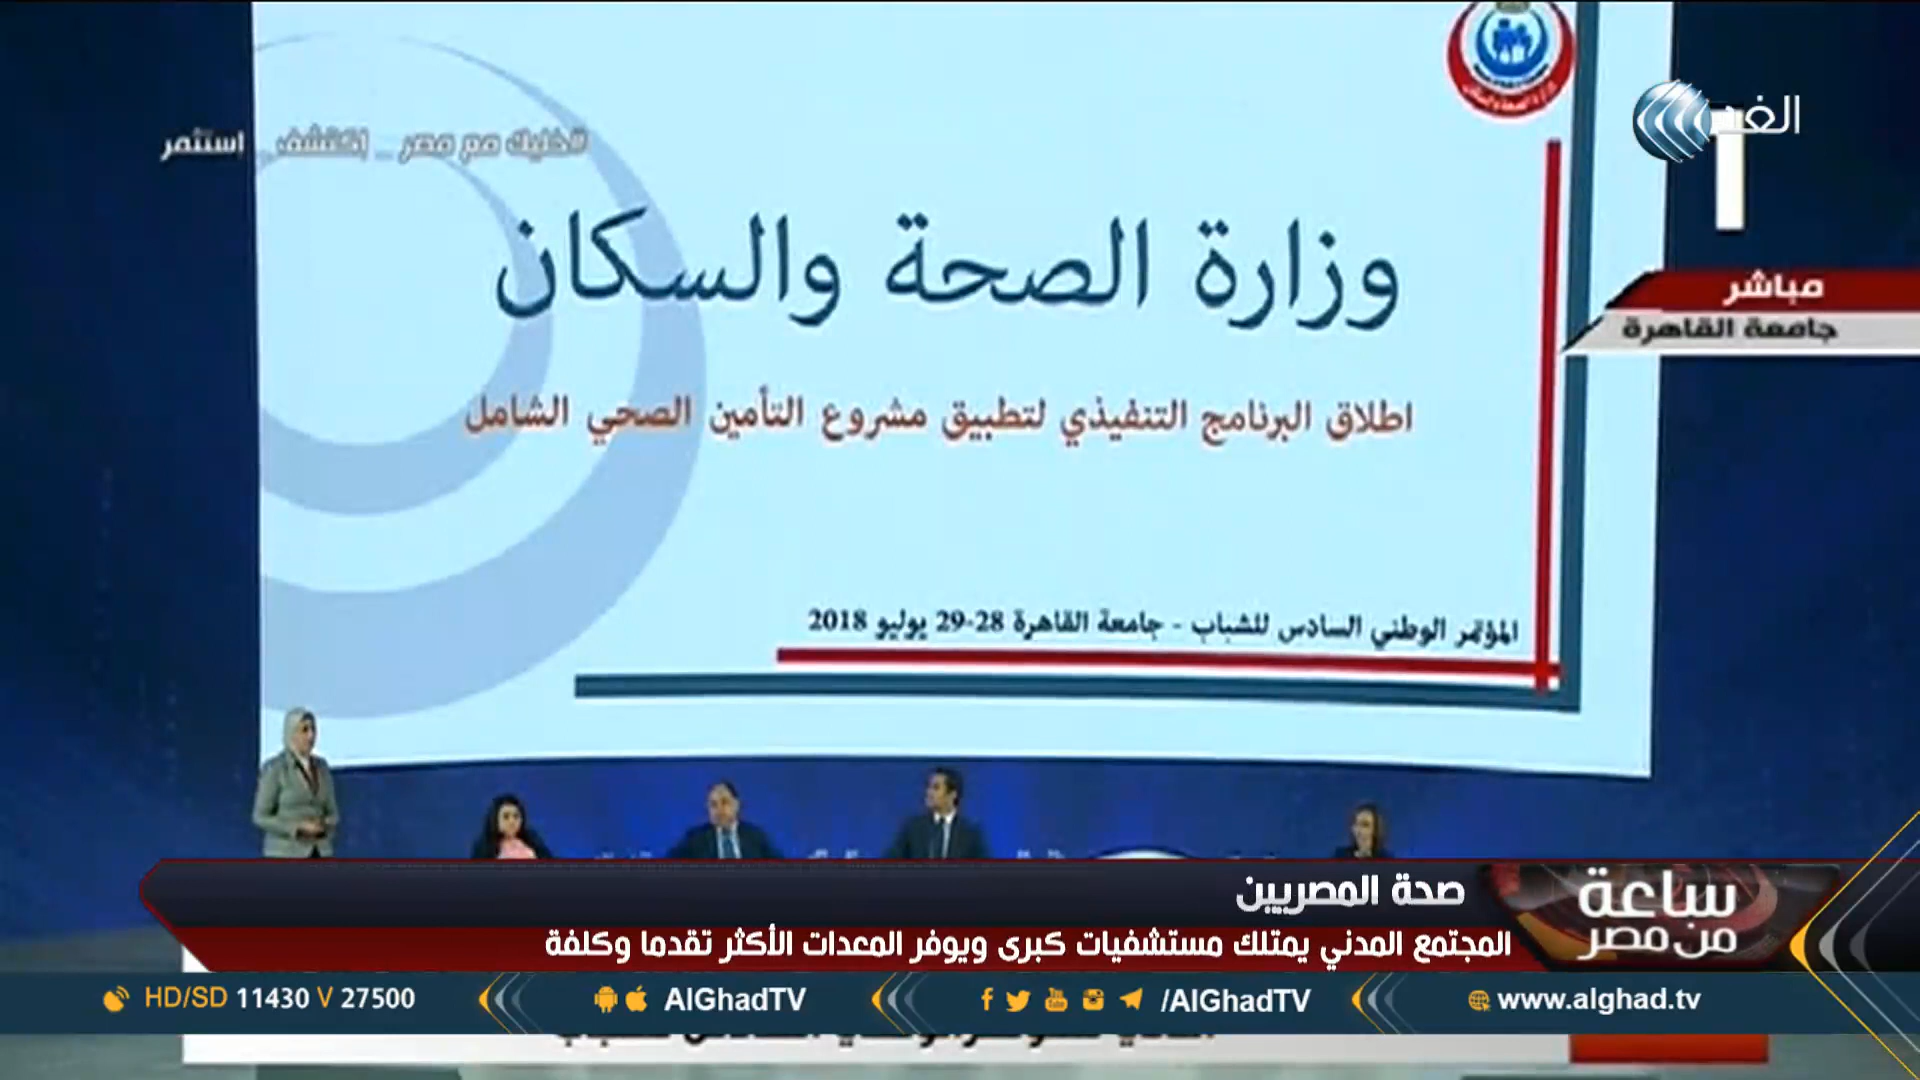 الغد
#خليك مع مصر _ إكتشف _ استثمر
وزارة الصحة والسكان
مباشر
جامعة القاهرة
اطلاق البرنامج التنفيذي لتطبيق مشروع التأمين الصحي الشامل
المؤتمر الوطني السادس للشباب - جامعة القاهرة 28-29 يوليو 2018
ساعة
من مصر
صحة المصريين
المجتمع المدني يمتلك مستشفيات كبرى ويوفر المعدات الأكثر تقدما وكلفة
HD/SD 11430 V 27500 AlGhadTV /AlGhadTV www.alghad.tv